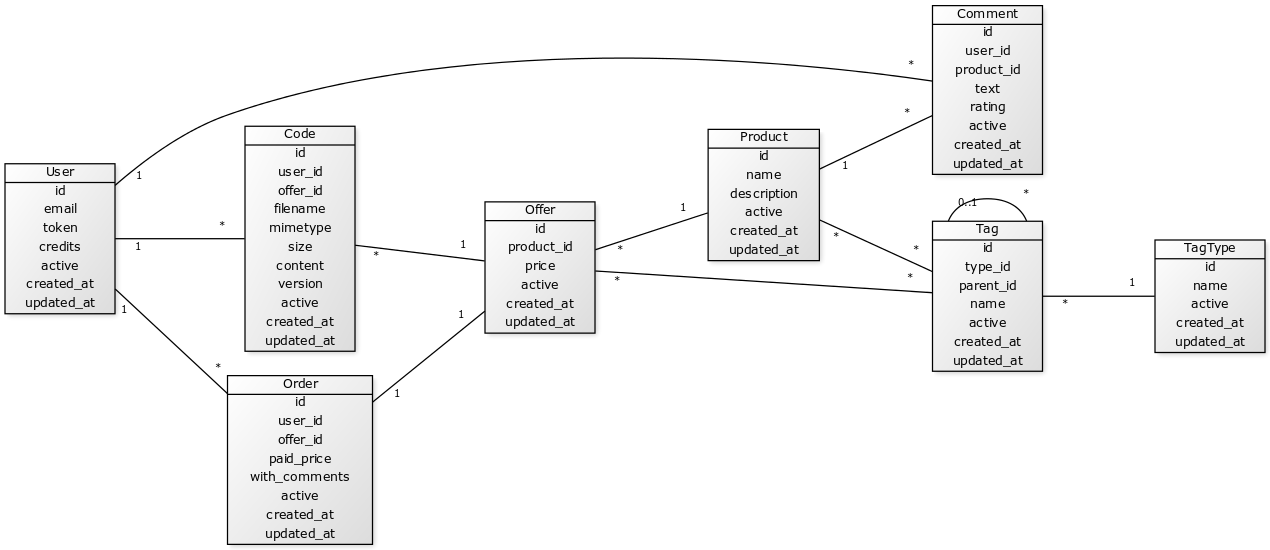 User
id
email
token
credits
active
created_at
updated_at
1
1
1
*
*
*
Code
id
user_id
offer_id
filename
mimetype
size
content
version
active
created_at
updated_at
*
1
Order
id
user_id
offer_id
paid_price
with_comments
active
created_at
updated_at
1
1
Offer
id
product_id
price
active
created_at
updated_at
*
1
*
*
Product
id
name
description
active
created_at
updated_at
1
*
*
*
Comment
id
user_id
product_id
text
rating
active
created_at
updated_at
0..1
*
Tag
id
type_id
parent_id
name
active
created_at
updated_at
*
1
TagType
id
name
active
created_at
updated_at